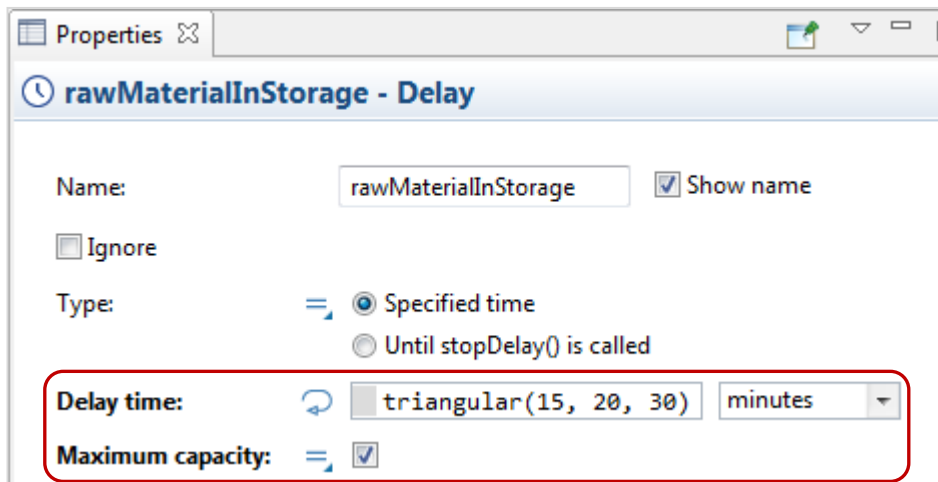 Properties
rawMaterialInStorage - Delay
Name: rawMaterialInStorage Show name
Ignore
Type: Specified time
Until stopDelay() is called
Delay time: triangular(15, 20, 30) minutes
Maximum capacity: